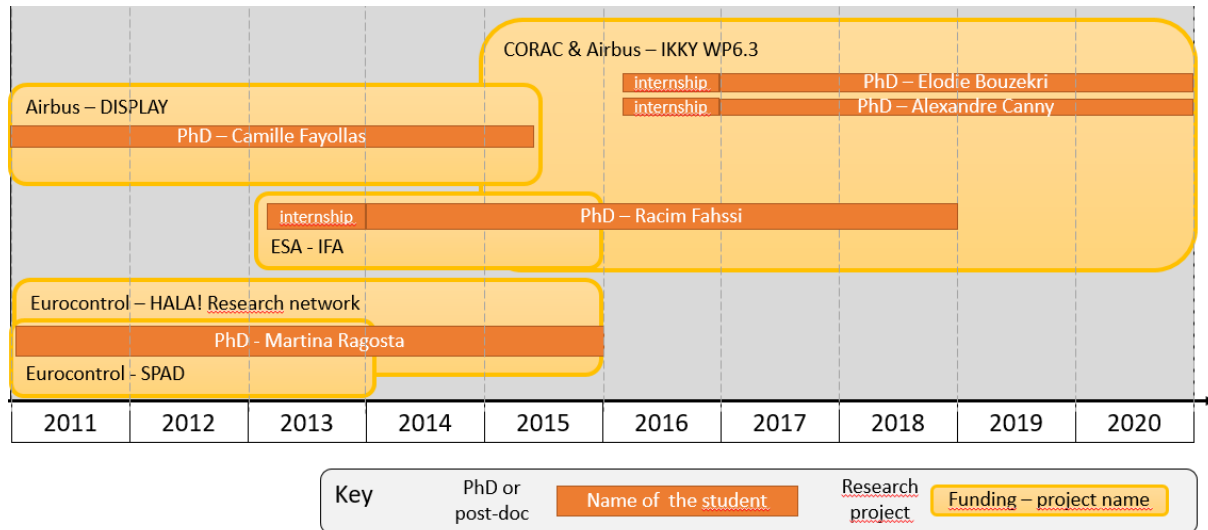 CORAC & Airbus – IKKY WP6.3
internship
PhD – Elodie Bouzekri
internship
PhD – Alexandre Canny
Airbus – DISPLAY
PhD – Camille Fayollas
internship
PhD – Racim Fahssi
ESA - IFA
Eurocontrol – HALA! Research network
PhD - Martina Ragosta
Eurocontrol - SPAD
2011 2012 2013 2014 2015 2016 2017 2018 2019 2020
Key
PhD or
post-doc
Name of the student
Research
project
Funding – project name